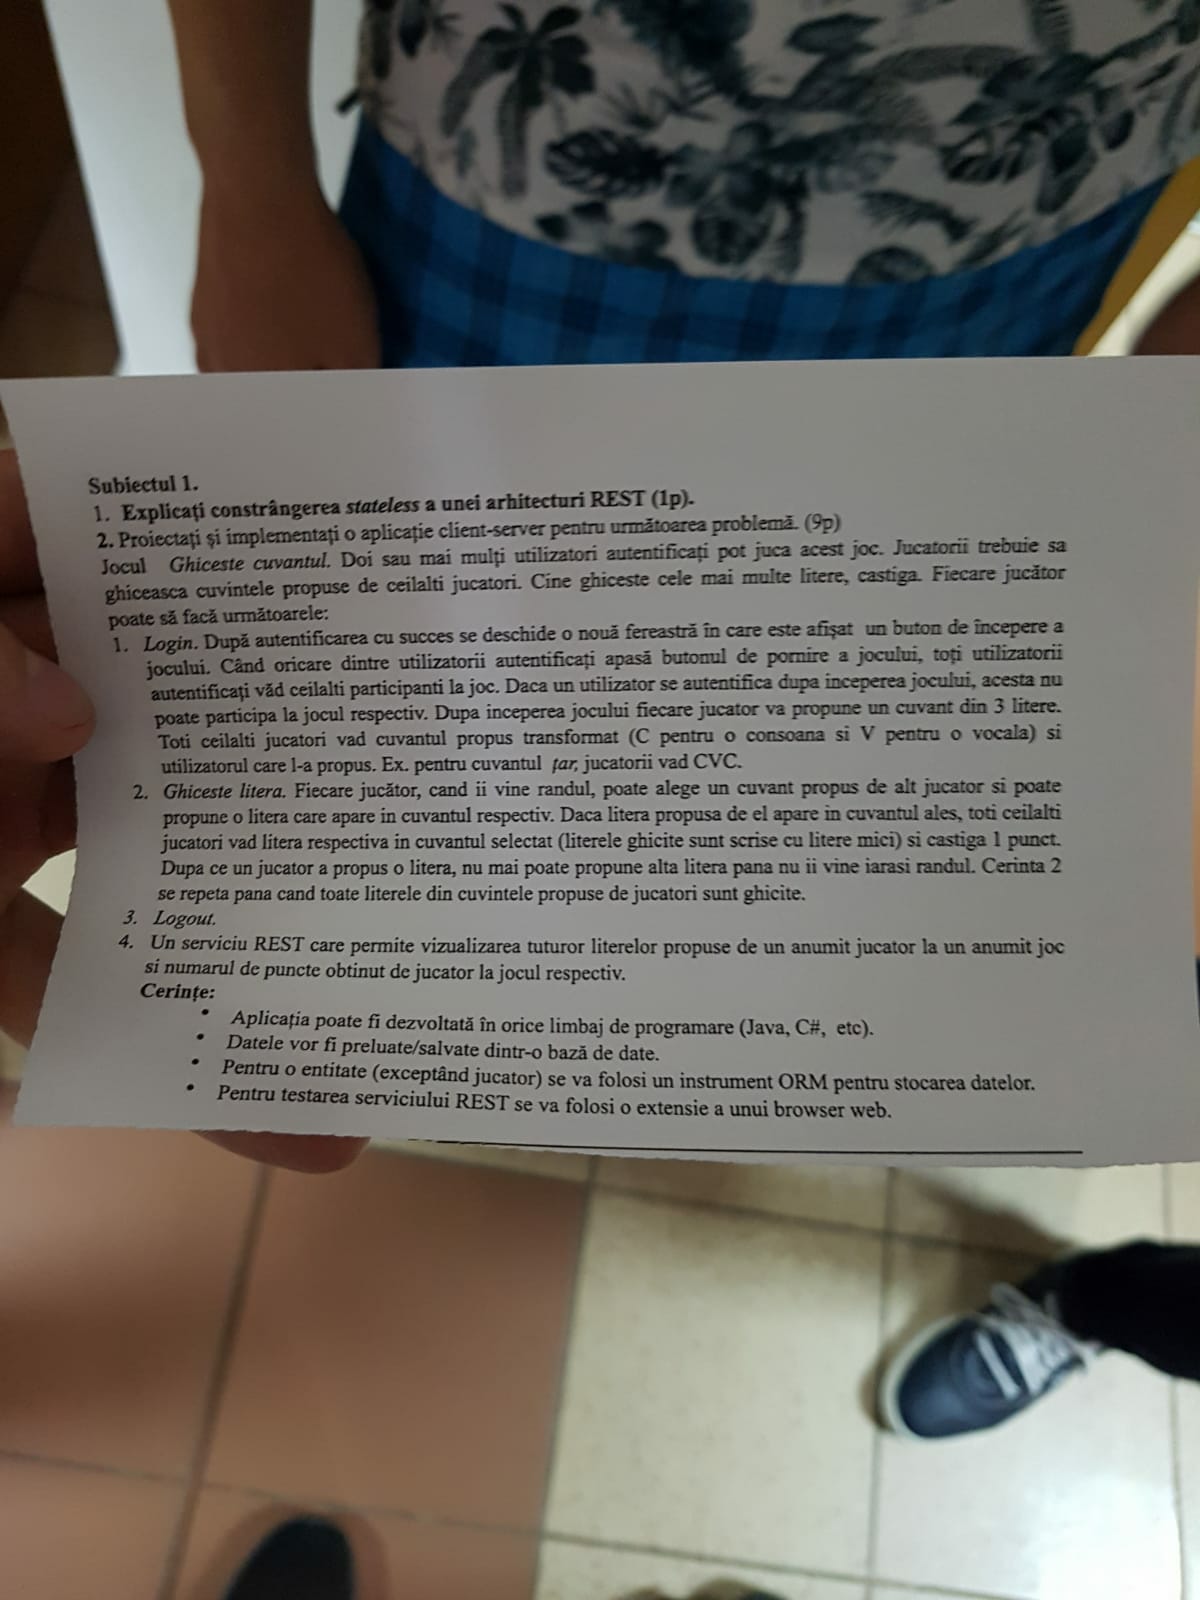 Subiectul 1.
1. Explicați constrângerea stateless a unei arhitecturi REST (1p).
2. Proiectați și implementați o aplicație client-server pentru următoarea problemă. (9p)
Jocul Ghiceste cuvantul. Doi sau mai mulți utilizatori autentificați pot juca acest joc. Jucatorii trebuie sa
ghiceasca cuvintele propuse de ceilalti jucatori. Cine ghiceste cele mai multe litere, castiga. Fiecare jucător
poate să facă următoarele:
1. Login. După autentificarea cu succes se deschide o nouă fereastră în care este afișat un buton de începere a
jocului. Când oricare dintre utilizatorii autentificați apasă butonul de pornire a jocului, toți utilizatorii
autentificați văd ceilalti participanti la joc. Daca un utilizator se autentifica dupa inceperea jocului, acesta nu
poate participa la jocul respectiv. Dupa inceperea jocului fiecare jucator va propune un cuvant din 3 litere.
Toti ceilalti jucatori vad cuvantul propus transformat (C pentru o consoana si V pentru o vocala) si
utilizatorul care l-a propus. Ex. pentru cuvantul țar, jucatorii vad CVC.
2. Ghiceste litera. Fiecare jucător, cand ii vine randul, poate alege un cuvant propus de alt jucator si poate
propune o litera care apare in cuvantul respectiv. Daca litera propusa de el apare in cuvantul ales, toti ceilalti
jucatori vad litera respectiva in cuvantul selectat (literele ghicite sunt scrise cu litere mici) si castiga 1 punct.
Dupa ce un jucator a propus o litera, nu mai poate propune alta litera pana nu ii vine iarasi randul. Cerinta 2
se repeta pana cand toate literele din cuvintele propuse de jucatori sunt ghicite.
3. Logout.
4. Un serviciu REST care permite vizualizarea tuturor literelor propuse de un anumit jucator la un anumit joc
si numarul de puncte obtinut de jucator la jocul respectiv.
Cerințe:
• Aplicația poate fi dezvoltată în orice limbaj de programare (Java, C#, etc).
• Datele vor fi preluate/salvate dintr-o bază de date.
• Pentru o entitate (exceptând jucator) se va folosi un instrument ORM pentru stocarea datelor.
• Pentru testarea serviciului REST se va folosi o extensie a unui browser web.